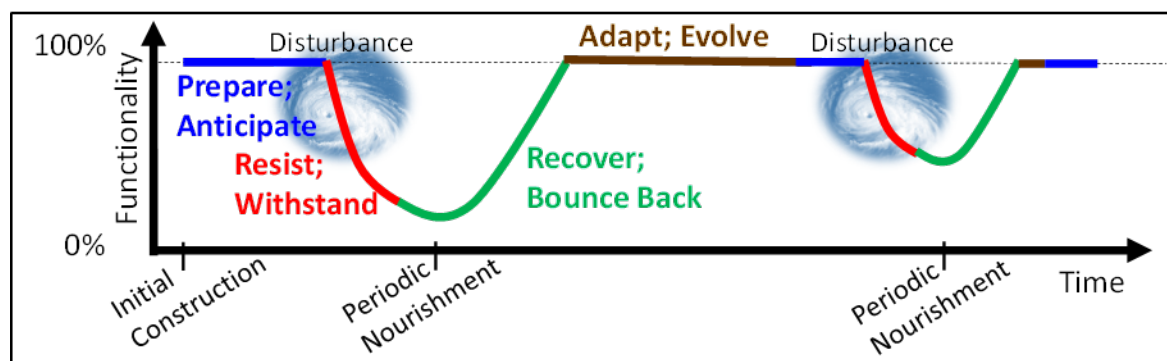 100%
Disturbance
Adapt; Evolve
Disturbance
Prepare;
Anticipate
Resist;
Withstand
Recover;
Bounce Back
Functionality
0%
Initial
Construction
Periodic
Nourishment
Periodic
Nourishment
Time